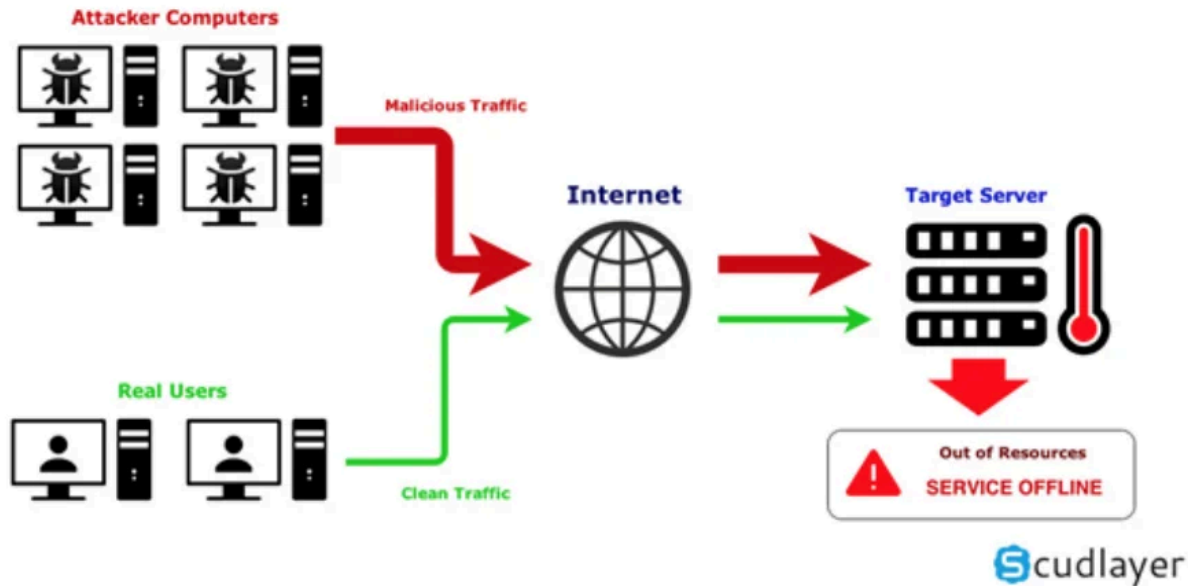 Attacker Computers
Malicious Traffic
Internet
Target Server
Real Users
Clean Traffic
Out of Resources
SERVICE OFFLINE
Scudlayer